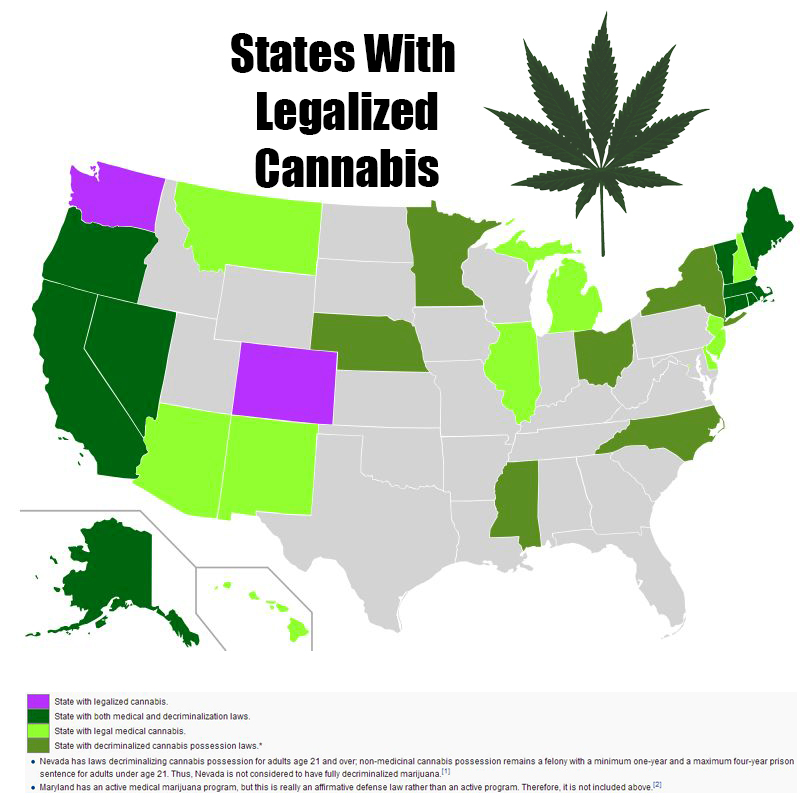 States With
Legalized
Cannabis
State with legalized cannabis.
State with both medical and decriminalization laws.
State with legal medical cannabis.
State with decriminalized cannabis possession laws.*
• Nevada has laws decriminalizing cannabis possession for adults age 21 and over; non-medicinal cannabis possession remains a felony with a minimum one-year and a maximum four-year prison
sentence for adults under age 21. Thus, Nevada is not considered to have fully decriminalized marijuana.[1]
• Maryland has an active medical marijuana program, but this is really an affirmative defense law rather than an active program. Therefore, it is not included above.[2]